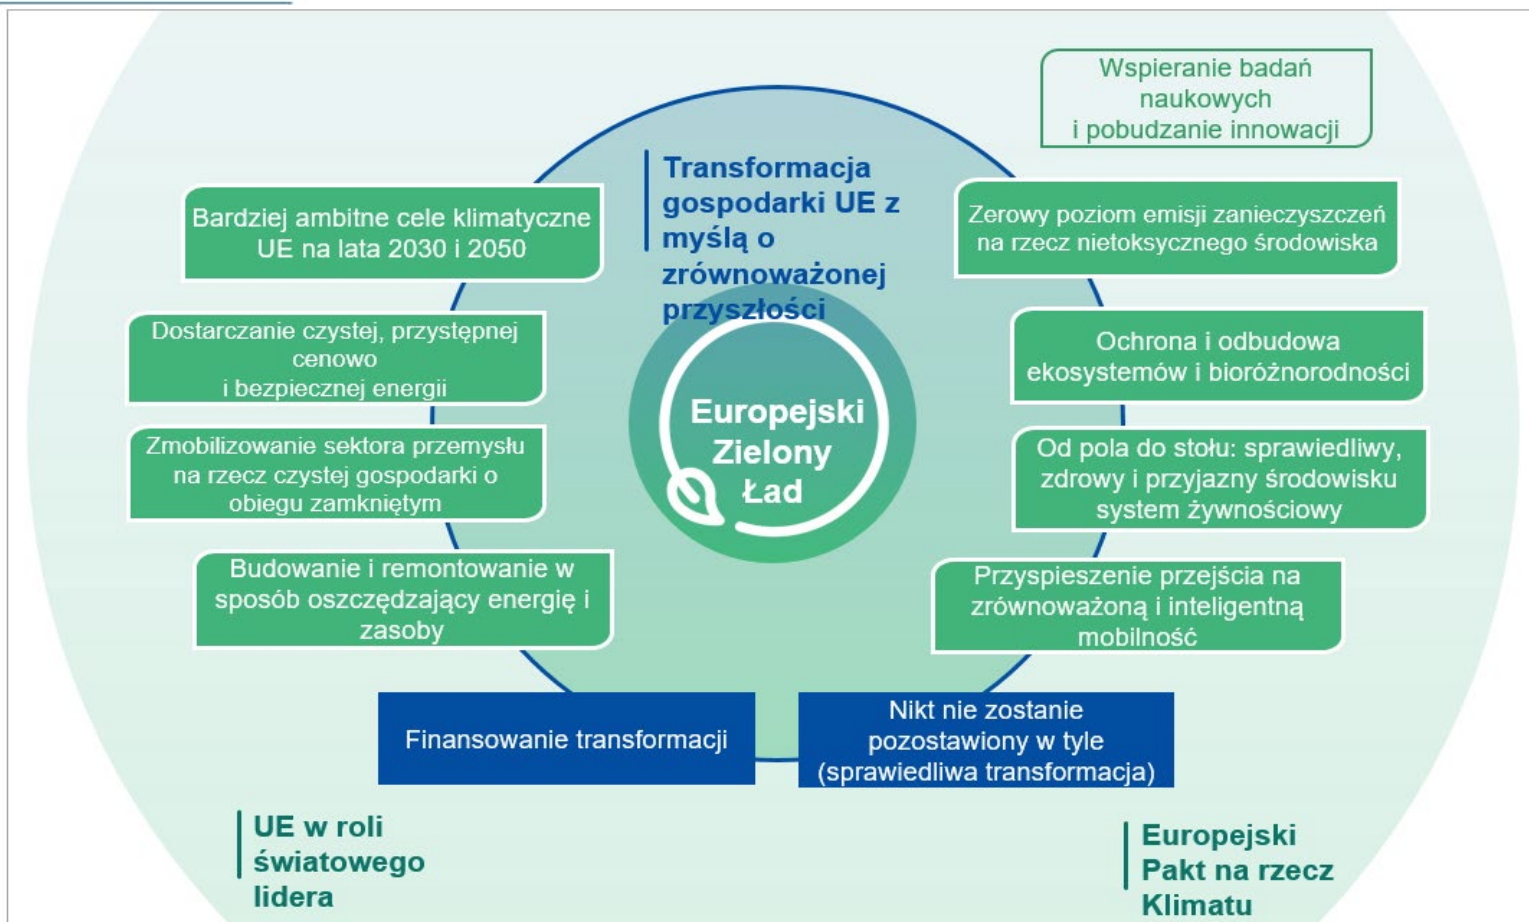 Wspieranie badań
naukowych
i pobudzanie innowacji
Transformacja
gospodarki UE z
myślą o
zrównoważonej
przyszłości
Bardziej ambitne cele klimatyczne
UE na lata 2030 i 2050
Zerowy poziom emisji zanieczyszczeń
na rzecz nietoksycznego środowiska
Dostarczanie czystej, przystępnej
cenowo
i bezpiecznej energii
Ochrona i odbudowa
ekosystemów i bioróżnorodności
Europejski
Zielony
Ład
Zmobilizowanie sektora przemysłu
na rzecz czystej gospodarki o
obiegu zamkniętym
Od pola do stołu: sprawiedliwy,
zdrowy i przyjazny środowisku
system żywnościowy
Budowanie i remontowanie w
sposób oszczędzający energię i
zasoby
Przyspieszenie przejścia na
zrównoważoną i inteligentną
mobilność
Finansowanie transformacji
Nikt nie zostanie
pozostawiony w tyle
(sprawiedliwa transformacja)
UE w roli
światowego
lidera
Europejski
Pakt na rzecz
Klimatu